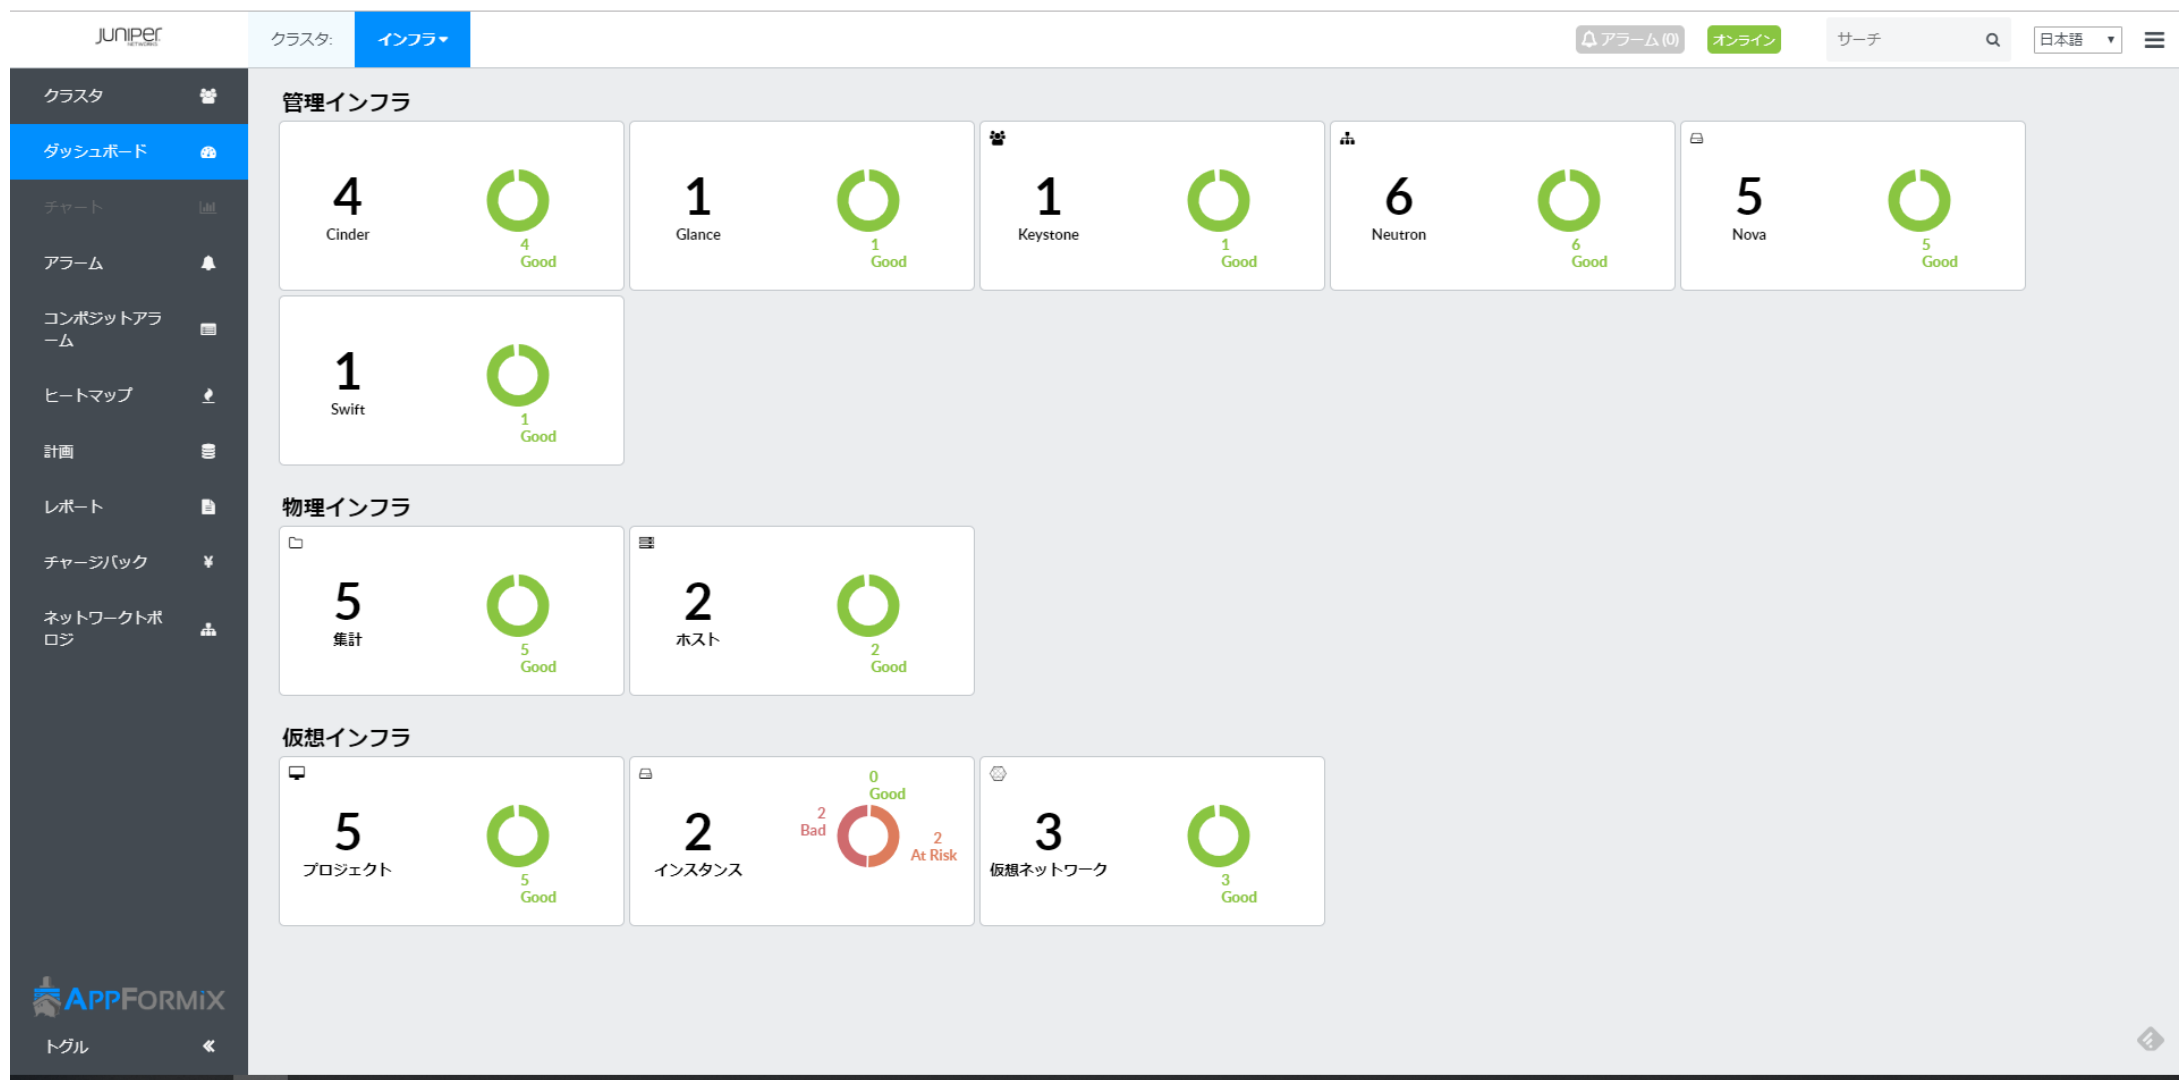 JUNIPEr
NETWORKS
クラスタ:
インフラ
アラーム (0)
オンライン
サーチ
日本語
クラスタ
ダッシュボード
チャート
アラーム
コンポジットアラ
ーム
ヒートマップ
計画
レポート
チャージバック
¥
ネットワークトポ
ロジ
APPFORMiX
トグル
管理インフラ
4
Cinder
4
Good
1
Glance
1
Good
1
Keystone
1
Good
6
Neutron
6
Good
5
Nova
5
Good
1
Swift
1
Good
物理インフラ
5
集計
5
Good
2
ホスト
2
Good
仮想インフラ
5
プロジェクト
5
Good
2
インスタンス
0
Good
2
Bad
2
At Risk
3
仮想ネットワーク
3
Good